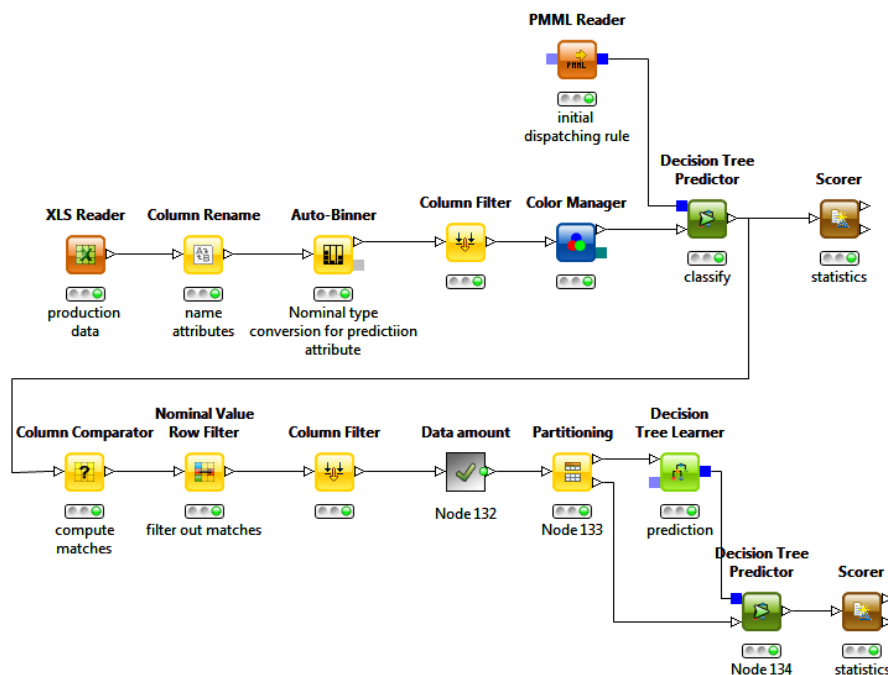 PMML Reader
PMML
initial
dispatching rule
Decision Tree
Predictor
Scorer
Column Filter
Color Manager
XLS Reader
Column Rename
Auto-Binner
classify
statistics
production
data
name
attributes
Nominal type
conversion for predictiion
attribute
Nominal Value
Row Filter
Decision
Tree Learner
Column Comparator
Column Filter
Data amount
Partitioning
?
compute
matches
filter out matches
Node 132
Node 133
prediction
Decision Tree
Predictor
Scorer
Node 134
statistics